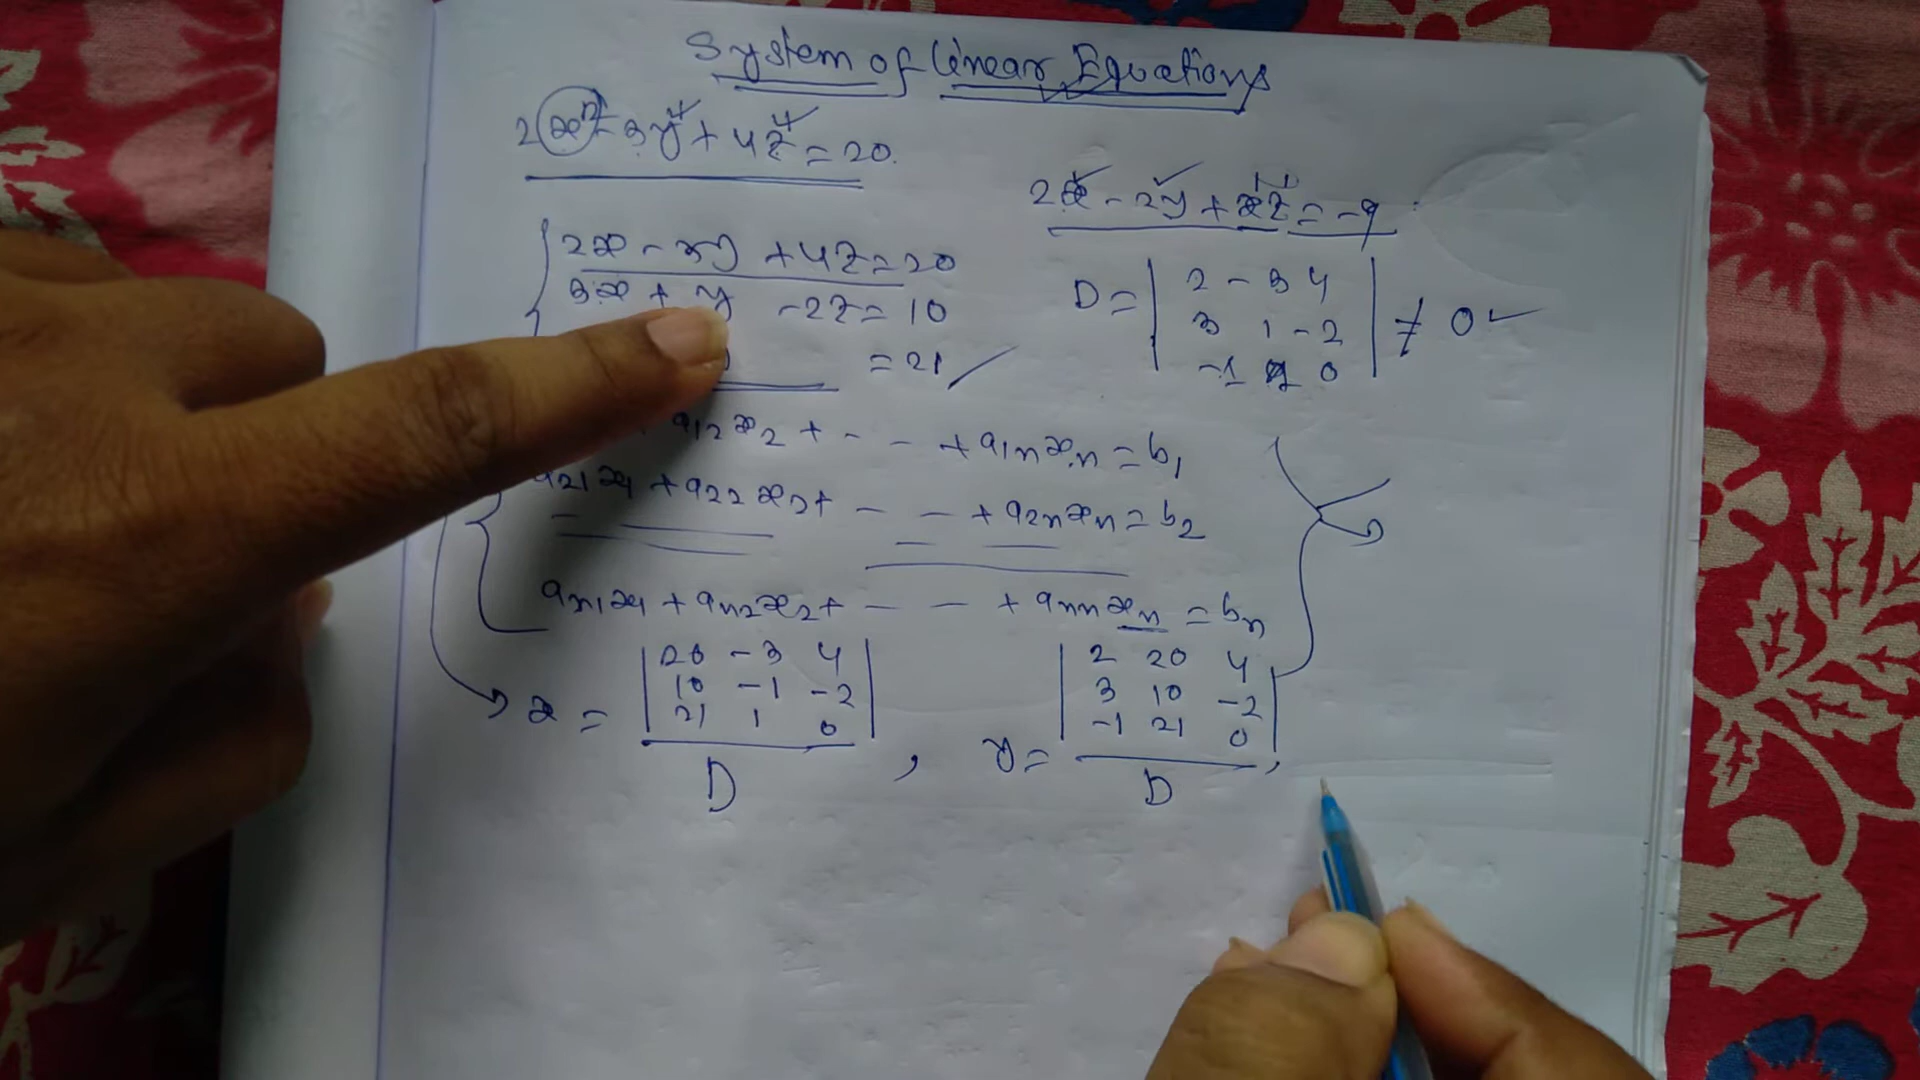 System of Linear Equations
2xⁿ - 3y + 4z = 20.
2x - 2y + xz = -9
2x - 3y + 4z = 20
3x + y - 2z = 10
= 21
D = | 2 -3 4 |
| 3 1 -2 | ≠ 0
| -1 1 0 |
a12x2 + - - + a1nxn = b1
a21x1 + a22x2 + - - + a2nxn = b2
an1x1 + an2x2 + - - + annxn = bn
x = | 20 -3 4 |
| 10 -1 -2 |
| 21 1 0 |
D ,
y = | 2 20 4 |
| 3 10 -2 |
| -1 21 0 |
D ,